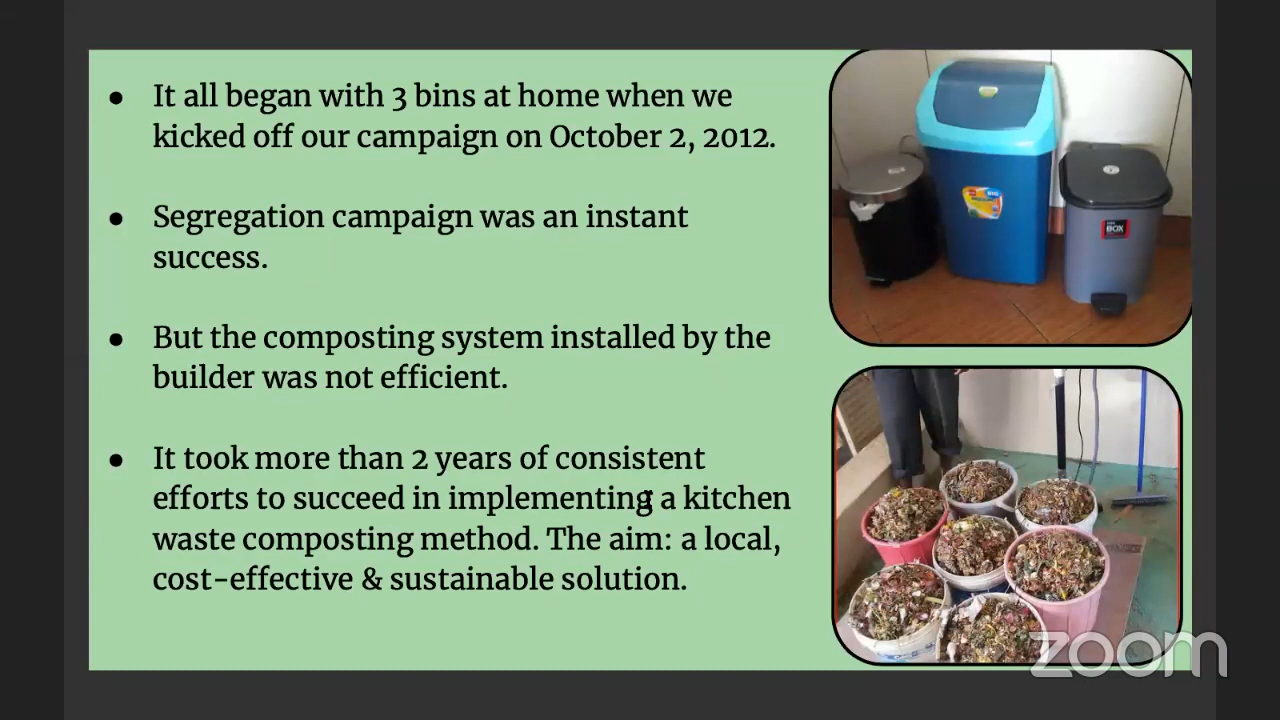 ● It all began with 3 bins at home when we
kicked off our campaign on October 2, 2012.
● Segregation campaign was an instant
success.
● But the composting system installed by the
builder was not efficient.
● It took more than 2 years of consistent
efforts to succeed in implementing a kitchen
waste composting method. The aim: a local,
cost-effective & sustainable solution.
BOX
zoom